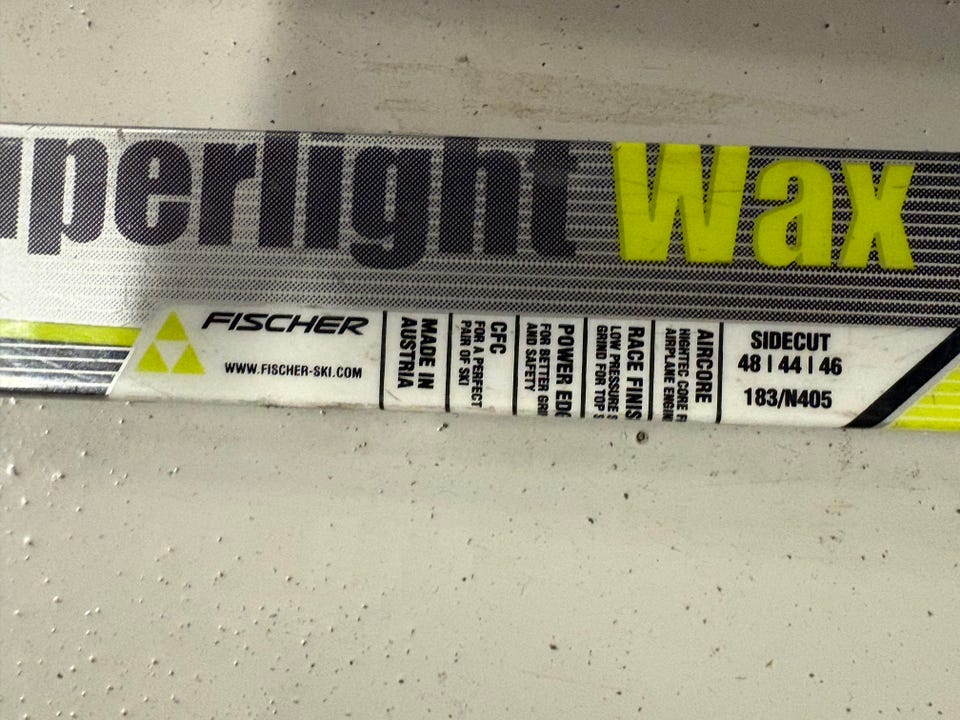 uperlight Wax
FISCHER
WWW.FISCHER-SKI.COM
MADE IN
AUSTRIA
CFC
FOR A PERFECT
PAIR OF SKI
POWER EDG
FOR BETTER GRI
AND SAFETY
RACE FINIS
LOW PRESSURE S
GRIND FOR TOP S
AIRCORE
HIGHTEC CORE F
AIRPLANE ENGIN
SIDECUT
48 | 44 | 46
183/N405